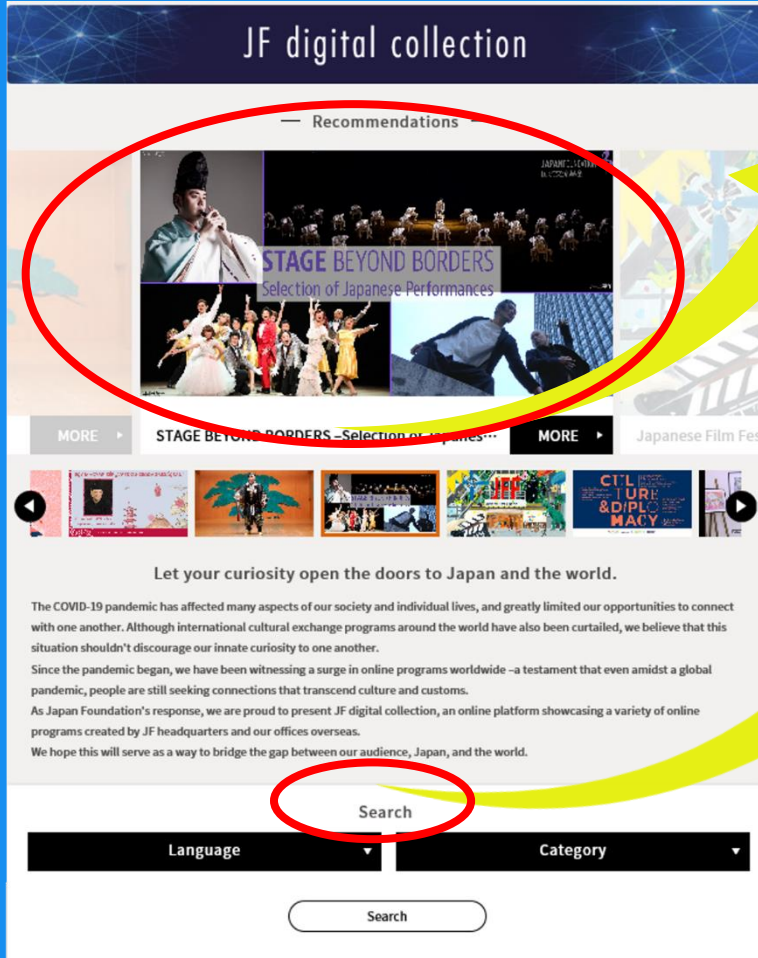 JF digital collection
Recommendations
STAGE BEYOND BORDERS
Selection of Japanese Performances
MORE
STAGE BEYOND BORDERS –Selection of Japanes…
MORE
Japanese Film Fes
JFF
CUL
TURE
&DIPLO
MACY
Let your curiosity open the doors to Japan and the world.
The COVID-19 pandemic has affected many aspects of our society and individual lives, and greatly limited our opportunities to connect
with one another. Although international cultural exchange programs around the world have also been curtailed, we believe that this
situation shouldn't discourage our innate curiosity to one another.
Since the pandemic began, we have been witnessing a surge in online programs worldwide –a testament that even amidst a global
pandemic, people are still seeking connections that transcend culture and customs.
As Japan Foundation's response, we are proud to present JF digital collection, an online platform showcasing a variety of online
programs created by JF headquarters and our offices overseas.
We hope this will serve as a way to bridge the gap between our audience, Japan, and the world.
Search
Language
Category
Search